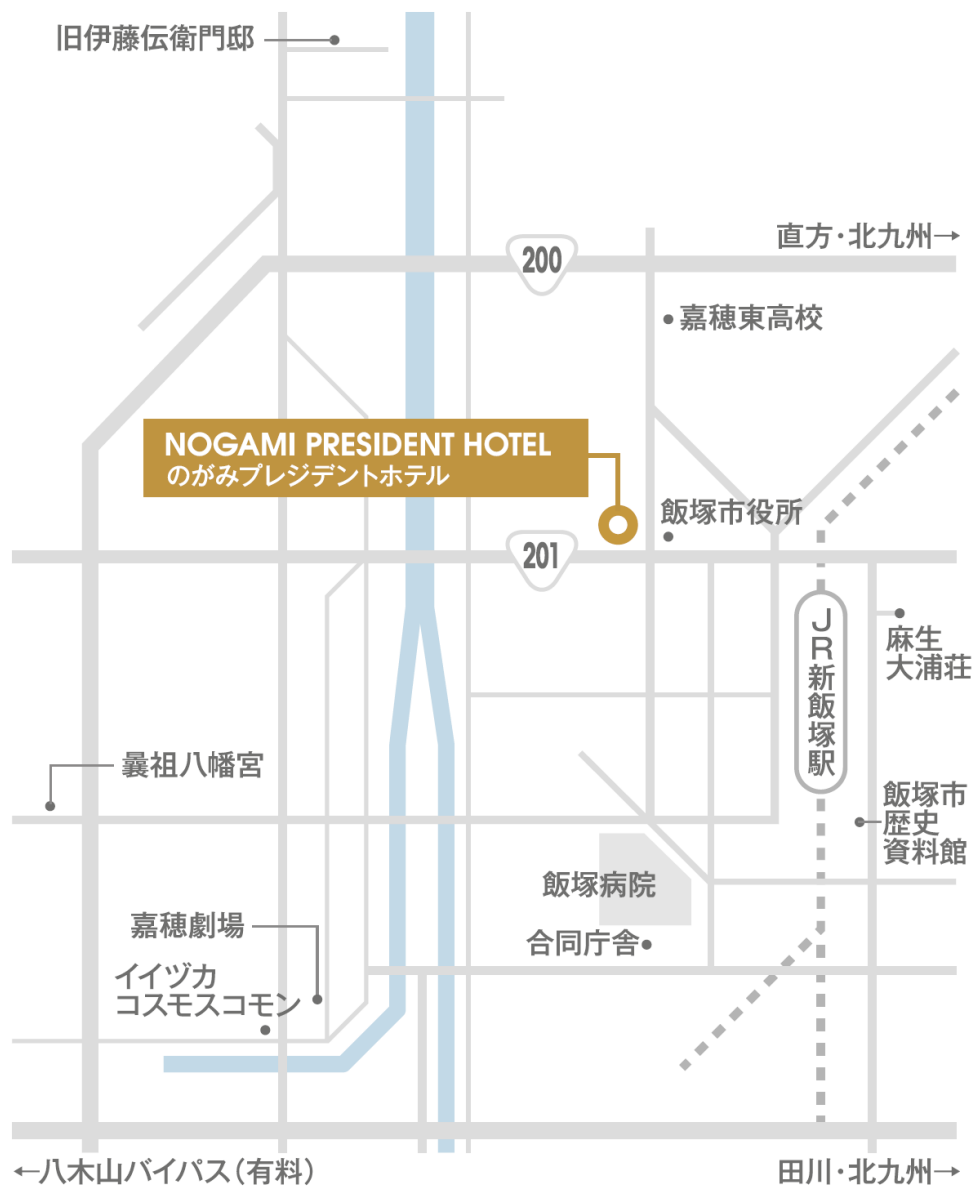 旧伊藤伝衛門邸
直方・北九州→
200
嘉穂東高校
NOGAMI PRESIDENT HOTEL
のがみプレジデントホテル
飯塚市役所
201
JR新飯塚駅
麻生
大浦荘
曩祖八幡宮
飯塚市
歴史
資料館
飯塚病院
嘉穂劇場
合同庁舎
イイヅカ
コスモスコモン
←八木山バイパス(有料)
田川・北九州→